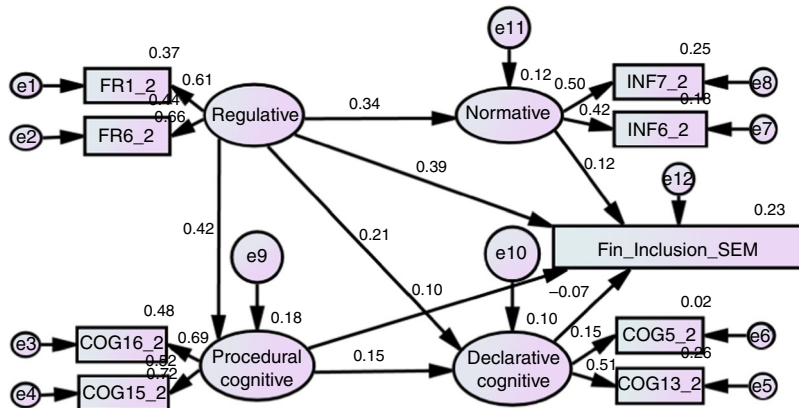 e11
0.37
0.25
e1
FR1_2
0.61
0.12
0.50
INF7_2
e8
0.44
0.18
Regulative
0.34
Normative
e2
FR6_2
0.66
0.42
INF6_2
e7
0.39
0.12
e12
0.23
0.42
0.21
e9
e10
Fin_Inclusion_SEM
0.10
–0.07
0.48
0.18
0.10
0.02
e3
COG16_2
0.69
0.15
COG5_2
e6
0.52
Procedural
cognitive
0.15
Declarative
cognitive
0.26
0.72
0.51
e4
COG15_2
COG13_2
e5